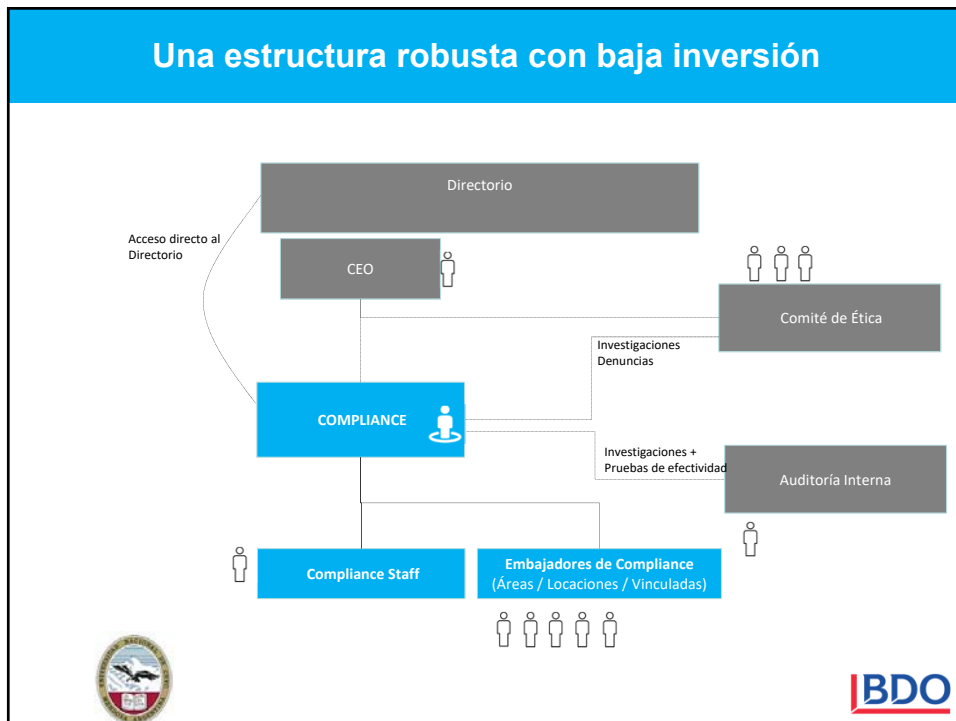 Una estructura robusta con baja inversión
Directorio
Acceso directo al
Directorio
CEO
Comité de Ética
Investigaciones
Denuncias
COMPLIANCE
Investigaciones +
Pruebas de efectividad
Auditoría Interna
Compliance Staff
Embajadores de Compliance
(Áreas / Locaciones / Vinculadas)
BDO